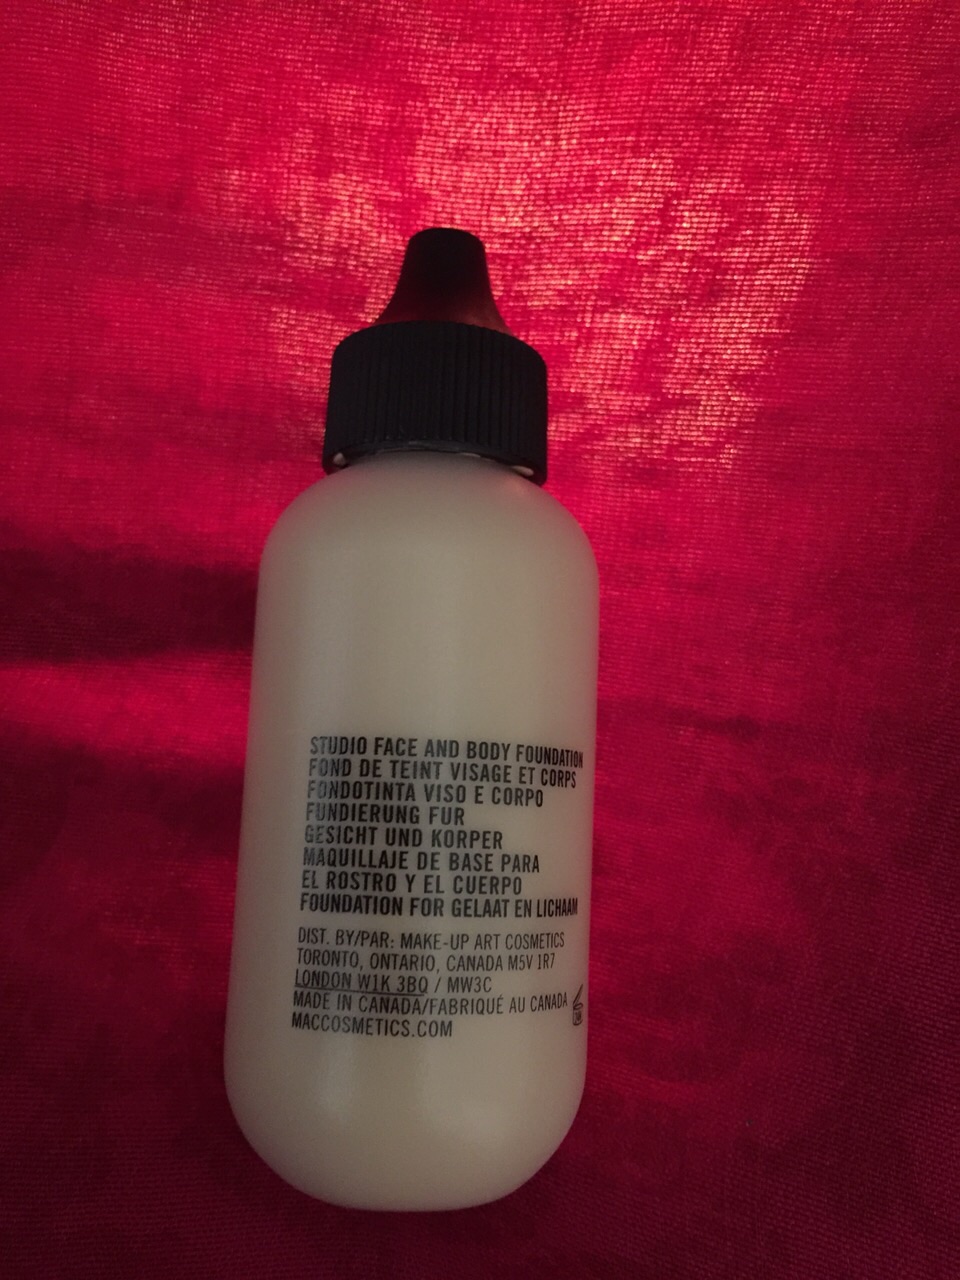 STUDIO FACE AND BODY FOUNDATION
FOND DE TEINT VISAGE ET CORPS
FONDOTINTA VISO E CORPO
FUNDIERUNG FUR
GESICHT UND KORPER
MAQUILLAJE DE BASE PARA
EL ROSTRO Y EL CUERPO
FOUNDATION FOR GELAAT EN LICHAAM
DIST. BY/PAR: MAKE-UP ART COSMETICS
TORONTO, ONTARIO, CANADA M5V 1R7
LONDON W1K 3BQ / MW3C
MADE IN CANADA/FABRIQUÉ AU CANADA
MACCOSMETICS.COM